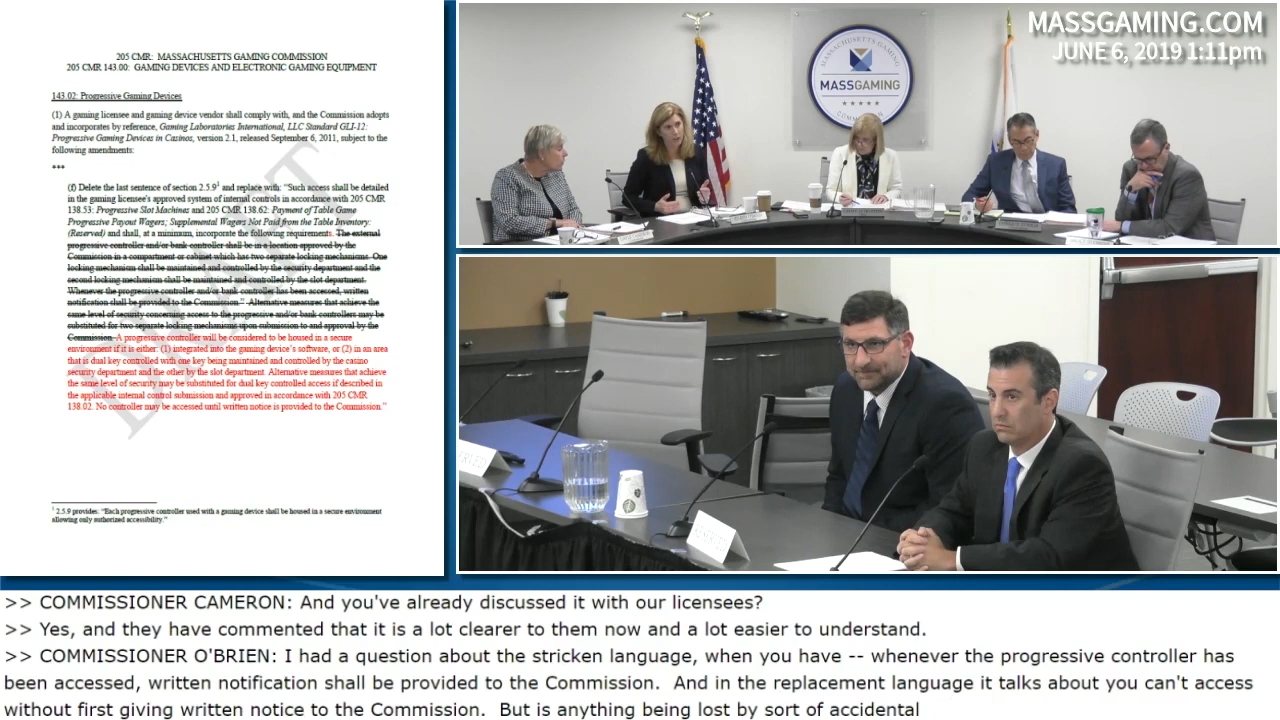 205 CMR: MASSACHUSETTS GAMING COMMISSION
205 CMR 143.00: GAMING DEVICES AND ELECTRONIC GAMING EQUIPMENT
143.02: Progressive Gaming Devices
(1) A gaming licensee and gaming device vendor shall comply with, and the Commission adopts
and incorporates by reference, Gaming Laboratories International, LLC Standard GLI-12:
Progressive Gaming Devices in Casinos, version 2.1, released September 6, 2011, subject to the
following amendments:
***
(f) Delete the last sentence of section 2.5.9¹ and replace with: “Such access shall be detailed
in the gaming licensee's approved system of internal controls in accordance with 205 CMR
138.53: Progressive Slot Machines and 205 CMR 138.62: Payment of Table Game
Progressive Payout Wagers; Supplemental Wagers Not Paid from the Table Inventory:
(Reserved) and shall, at a minimum, incorporate the following requirements. The external
progressive controller and/or bank controller shall be in a location approved by the
Commission in a compartment or cabinet which has two separate locking mechanisms. One
locking mechanism shall be maintained and controlled by the security department and the
second locking mechanism shall be maintained and controlled by the slot department.
Whenever the progressive controller and/or bank controller has been accessed, written
notification shall be provided to the Commission.” Alternative measures that achieve the
same level of security concerning access to the progressive and/or bank controllers may be
substituted for two separate locking mechanisms upon submission to and approval by the
Commission. A progressive controller will be considered to be housed in a secure
environment if it is either: (1) integrated into the gaming device's software, or (2) in an area
that is dual key controlled with one key being maintained and controlled by the casino
security department and the other by the slot department. Alternative measures that achieve
the same level of security may be substituted for dual key controlled access if described in
the applicable internal control submission and approved in accordance with 205 CMR
138.02. No controller may be accessed until written notice is provided to the Commission.”
¹ 2.5.9 provides: “Each progressive controller used with a gaming device shall be housed in a secure environment
allowing only authorized accessibility.”
DRAFT
MASSGAMING.COM
JUNE 6, 2019 1:11pm
MASSACHUSETTS GAMING
MASSGAMING
COMMISSION
RESERVED
>> COMMISSIONER CAMERON: And you've already discussed it with our licensees?
>> Yes, and they have commented that it is a lot clearer to them now and a lot easier to understand.
>> COMMISSIONER O'BRIEN: I had a question about the stricken language, when you have -- whenever the progressive controller has
been accessed, written notification shall be provided to the Commission.  And in the replacement language it talks about you can't access
without first giving written notice to the Commission.  But is anything being lost by sort of accidental